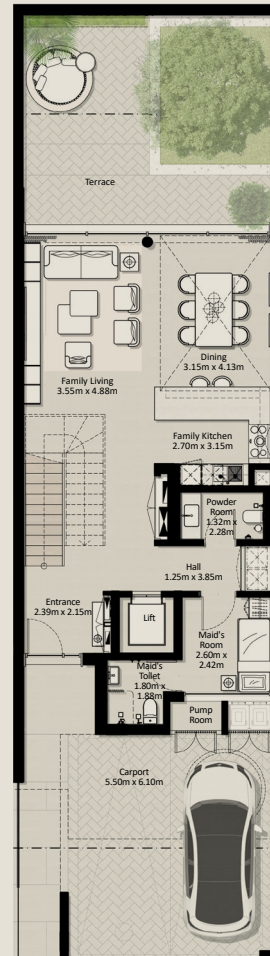 Terrace
Dining
3.15m x 4.13m
Family Living
3.55m x 4.88m
Family Kitchen
2.70m x 3.15m
Powder
Room
1.32m x
2.28m
Hall
1.25m x 3.85m
Entrance
2.39m x 2.15m
Lift
Maid's
Room
2.60m x
2.42m
Maid's
Toilet
1.80m x
1.88m
Pump
Room
Carport
5.50m x 6.10m